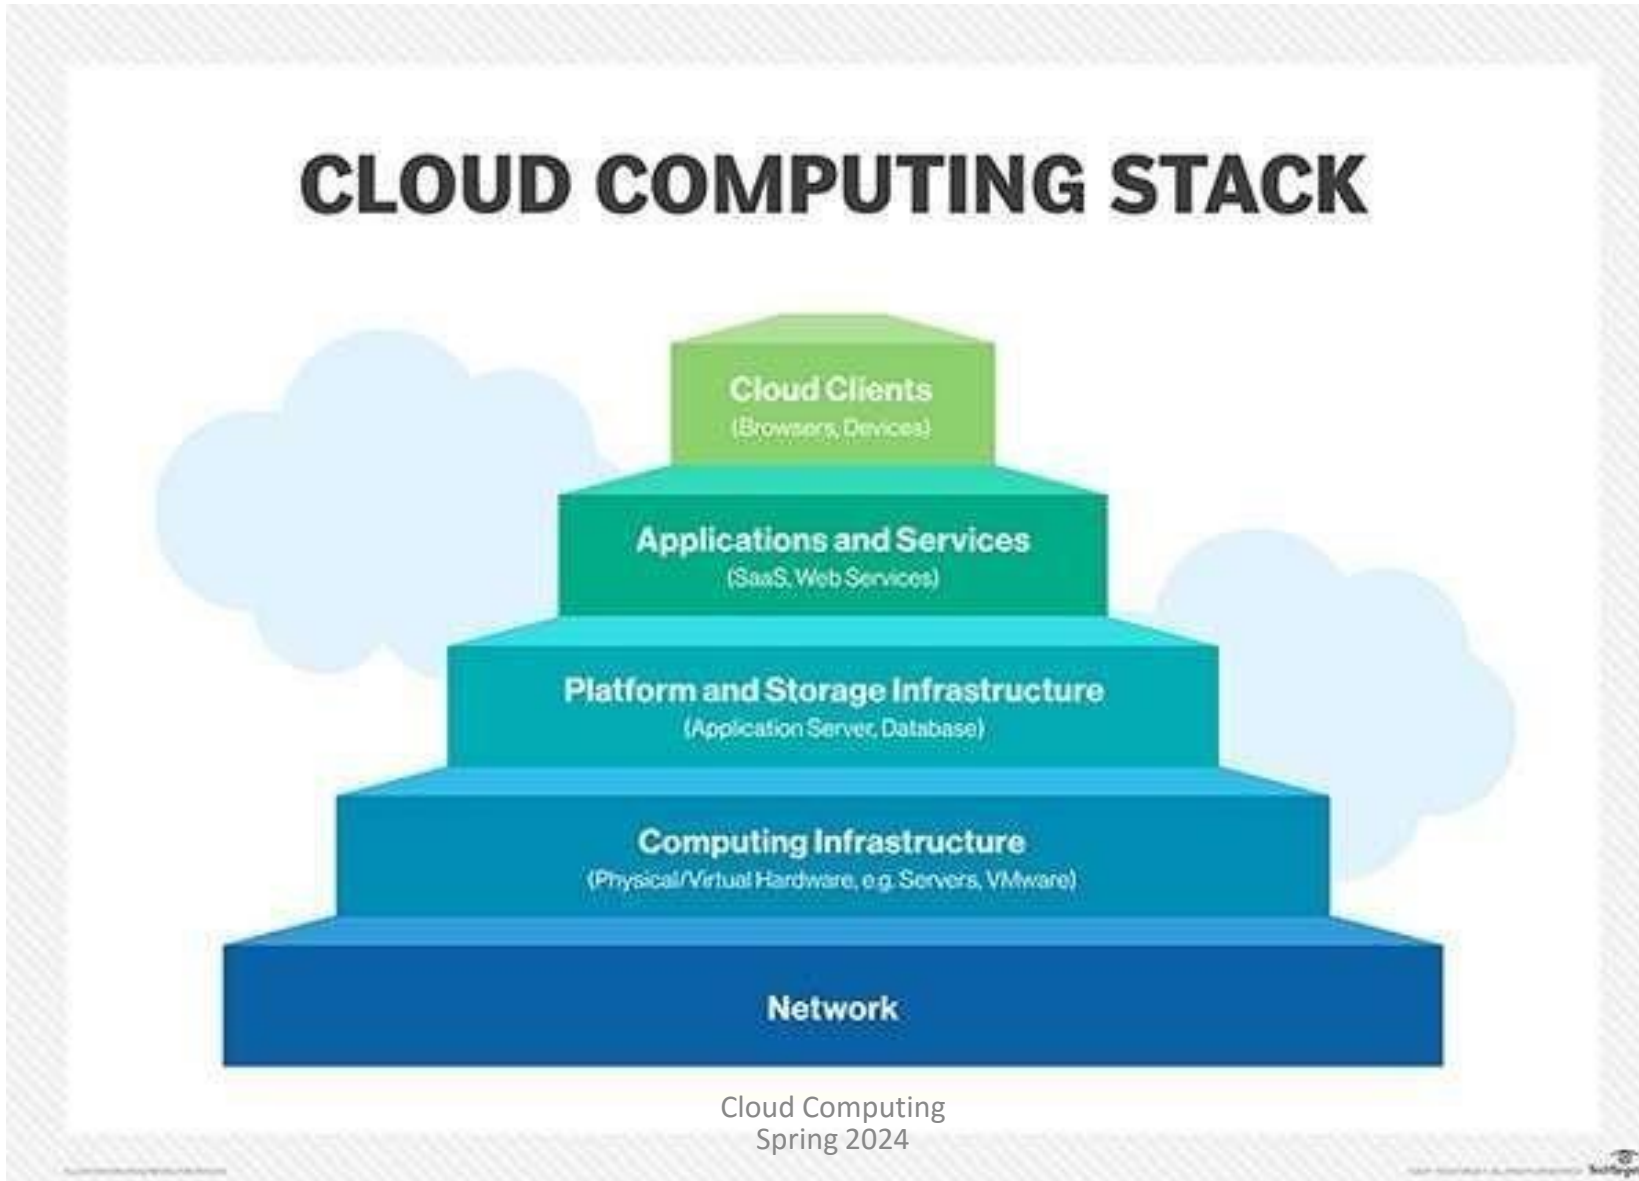 CLOUD COMPUTING STACK
Cloud Clients
(Browsers, Devices)
Applications and Services
(SaaS, Web Services)
Platform and Storage Infrastructure
(Application Server, Database)
Computing Infrastructure
(Physical/Virtual Hardware, e.g. Servers, VMware)
Network
Cloud Computing
Spring 2024
TechTarget